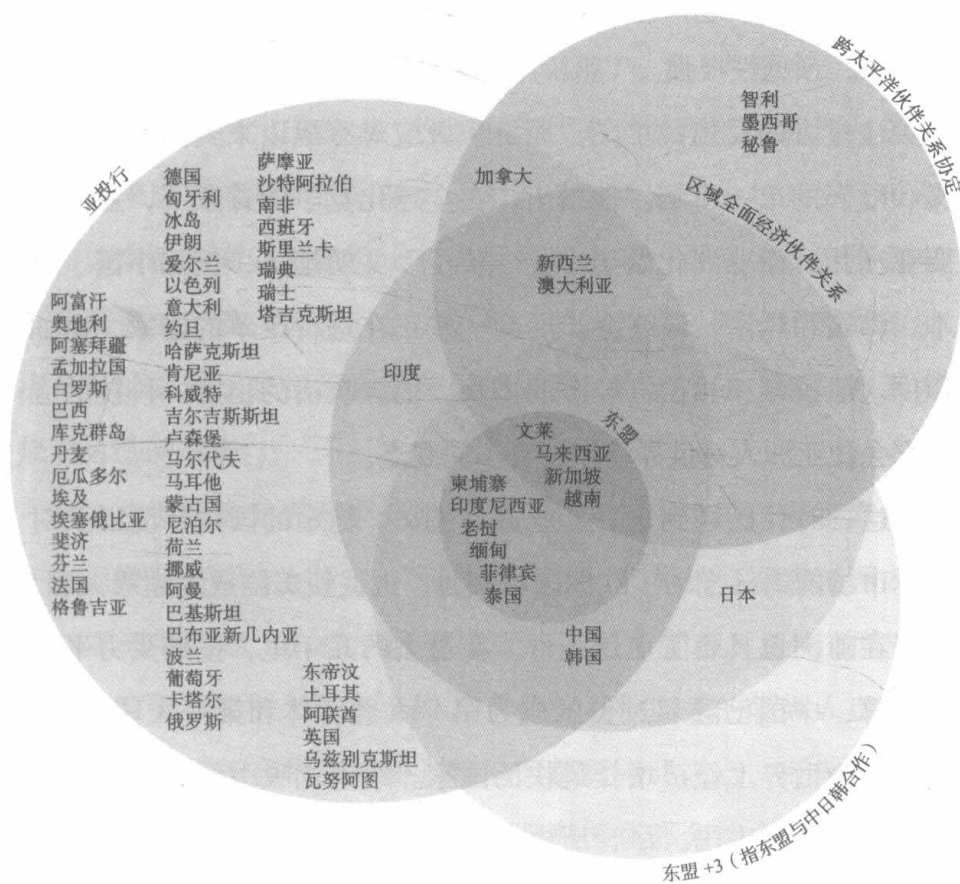 跨太平洋伙伴关系协定
智利
墨西哥
秘鲁
加拿大
区域全面经济伙伴关系
新西兰
澳大利亚
亚投行
阿富汗
奥地利
阿塞拜疆
孟加拉国
白罗斯
巴西
库克群岛
丹麦
厄瓜多尔
埃及
埃塞俄比亚
斐济
芬兰
法国
格鲁吉亚
德国
匈牙利
冰岛
伊朗
爱尔兰
以色列
意大利
约旦
哈萨克斯坦
肯尼亚
科威特
吉尔吉斯斯坦
卢森堡
马尔代夫
马耳他
蒙古国
尼泊尔
荷兰
挪威
阿曼
巴基斯坦
巴布亚新几内亚
波兰
葡萄牙
卡塔尔
俄罗斯
萨摩亚
沙特阿拉伯
南非
西班牙
斯里兰卡
瑞典
瑞士
塔吉克斯坦
东帝汶
土耳其
阿联酋
英国
乌兹别克斯坦
瓦努阿图
印度
东盟
文莱
马来西亚
新加坡
越南
柬埔寨
印度尼西亚
老挝
缅甸
菲律宾
泰国
日本
中国
韩国
东盟+3（指东盟与中日韩合作）